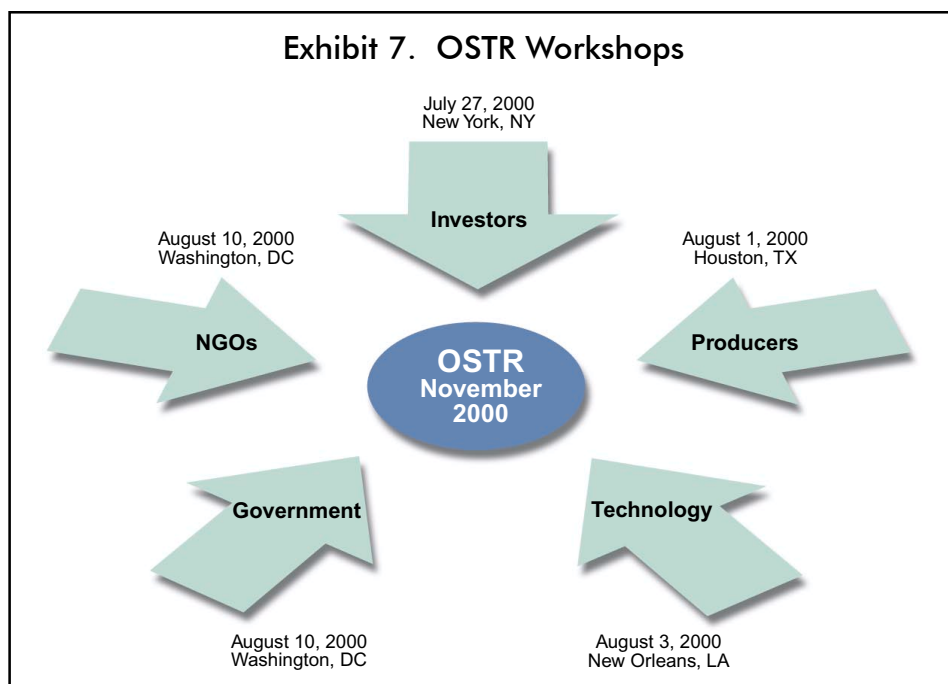 Exhibit 7. OSTR Workshops
July 27, 2000
New York, NY
Investors
August 10, 2000
Washington, DC
NGOs
August 1, 2000
Houston, TX
Producers
OSTR
November
2000
Government
August 10, 2000
Washington, DC
Technology
August 3, 2000
New Orleans, LA